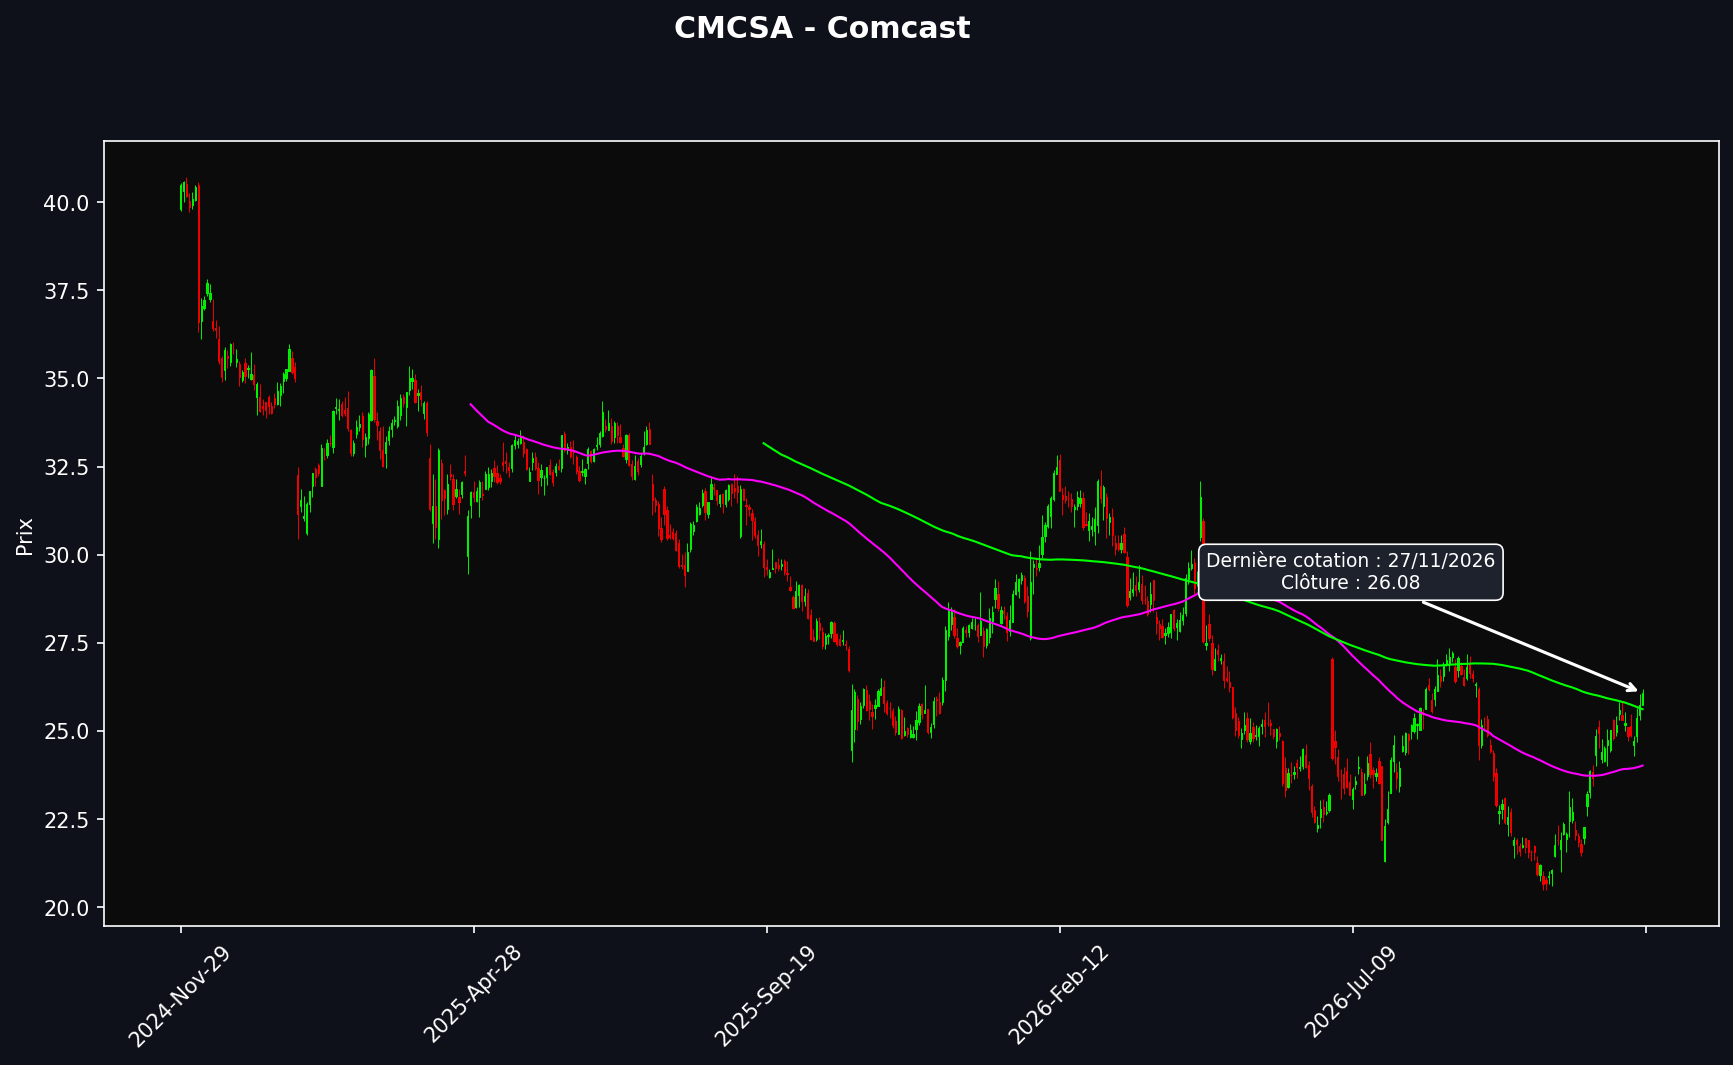 CMCSA - Comcast
Prix
40.0
37.5
35.0
32.5
30.0
27.5
25.0
22.5
20.0
Dernière cotation : 27/11/2026
Clôture : 26.08
2024-Nov-29
2025-Apr-28
2025-Sep-19
2026-Feb-12
2026-Jul-09